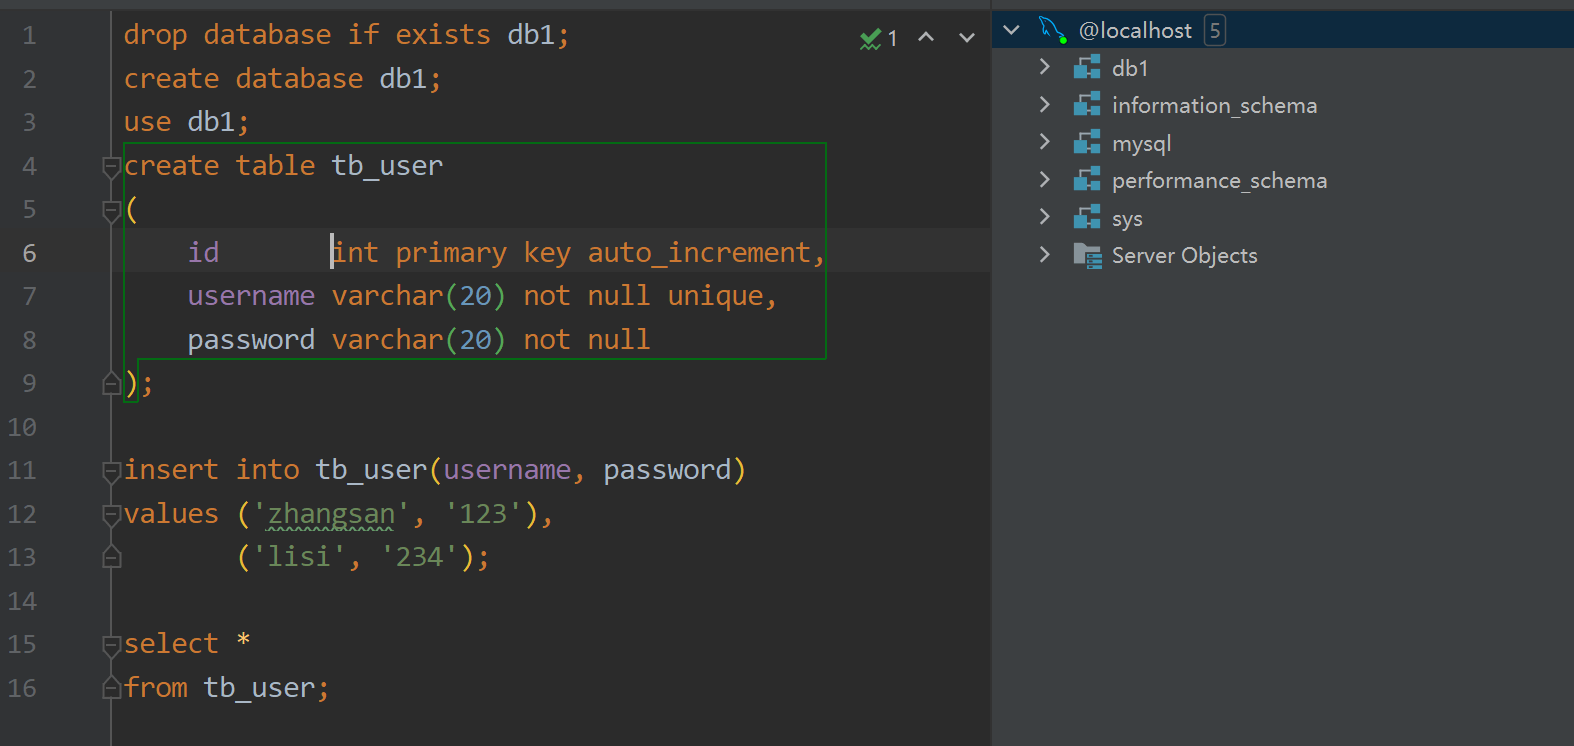 1 drop database if exists db1;
2 create database db1;
3 use db1;
4 create table tb_user
5 (
6     id       int primary key auto_increment,
7     username varchar(20) not null unique,
8     password varchar(20) not null
9 );
10
11 insert into tb_user(username, password)
12 values ('zhangsan', '123'),
13        ('lisi', '234');
14
15 select *
16 from tb_user;
1
@localhost 5
db1
information_schema
mysql
performance_schema
sys
Server Objects